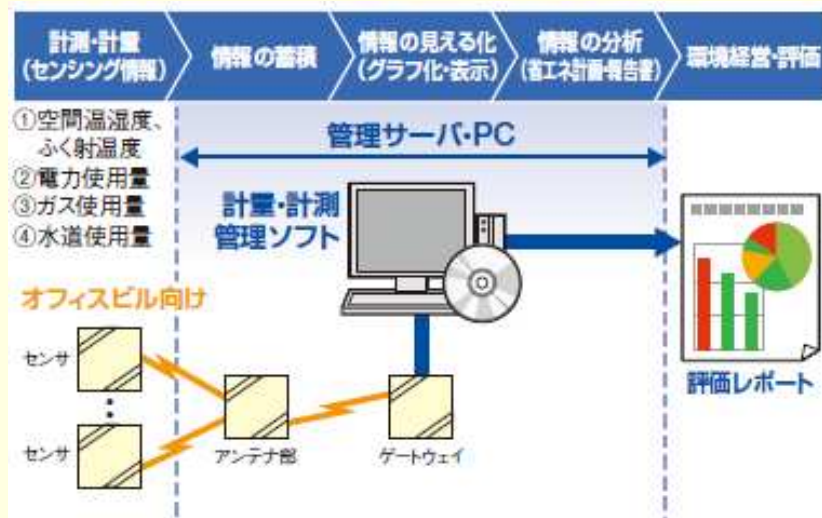 計測・計量
(センシング情報)
情報の蓄積
情報の見える化
(グラフ化・表示)
情報の分析
(省エネ計画・報告書)
環境経営・評価
①空間温湿度、
ふく射温度
②電力使用量
③ガス使用量
④水道使用量
管理サーバ・PC
計量・計測
管理ソフト
オフィスビル向け
センサ
センサ
アンテナ部
ゲートウェイ
評価レポート